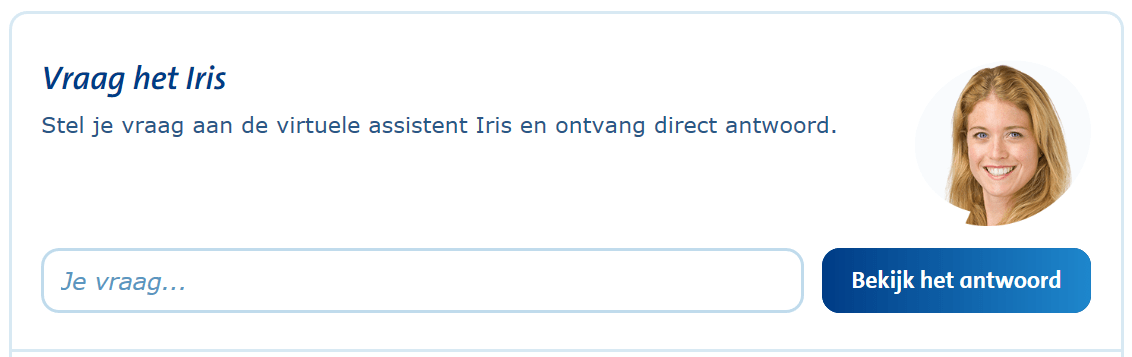 Vraag het Iris
Stel je vraag aan de virtuele assistent Iris en ontvang direct antwoord.
Je vraag...
Bekijk het antwoord